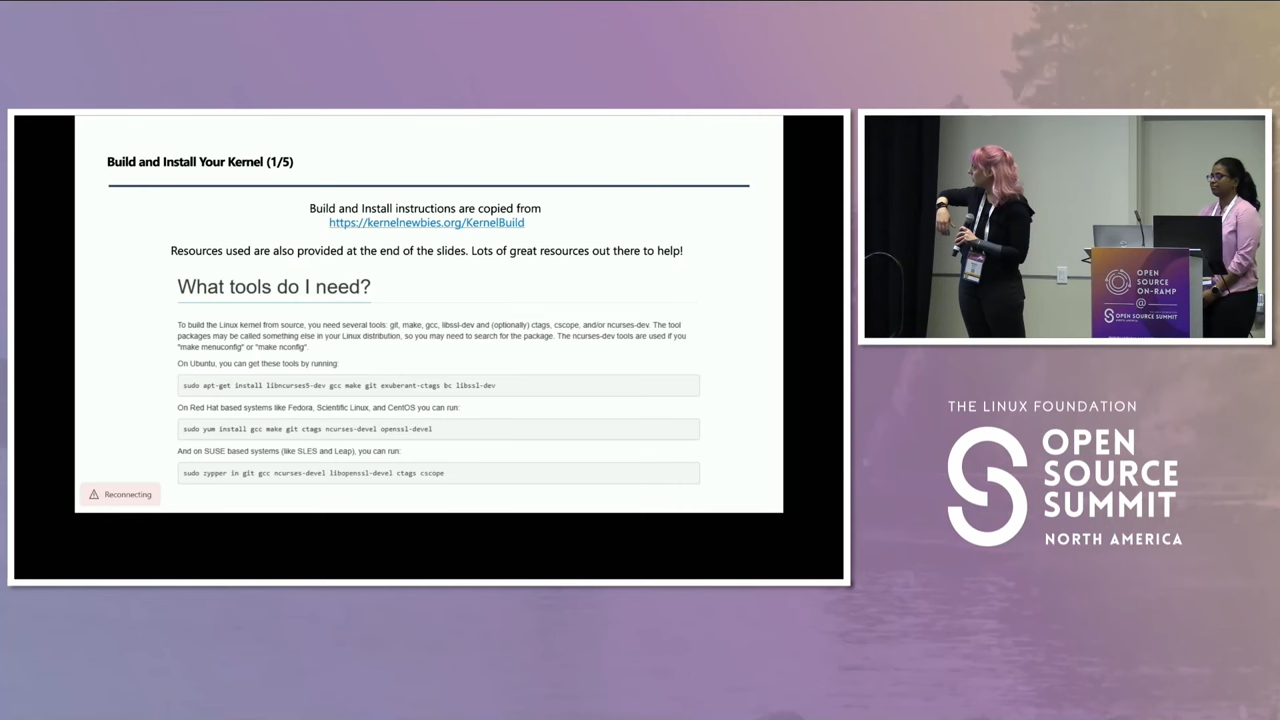 Build and Install Your Kernel (1/5)
Build and Install instructions are copied from
https://kernelnewbies.org/KernelBuild
Resources used are also provided at the end of the slides. Lots of great resources out there to help!
What tools do I need?
To build the Linux kernel from source, you need several tools: git, make, gcc, libssl-dev and (optionally) ctags, cscope, and/or ncurses-dev. The tool
packages may be called something else in your Linux distribution, so you may need to search for the package. The ncurses-dev tools are used if you
"make menuconfig" or "make nconfig".
On Ubuntu, you can get these tools by running:
sudo apt-get install libncurses5-dev gcc make git exuberant-ctags bc libssl-dev
On Red Hat based systems like Fedora, Scientific Linux, and CentOS you can run:
sudo yum install gcc make git ctags ncurses-devel openssl-devel
And on SUSE based systems (like SLES and Leap), you can run:
sudo zypper in git gcc ncurses-devel libopenssl-devel ctags cscope
Reconnecting
OPEN
SOURCE
ON-RAMP
@
OPEN SOURCE SUMMIT
THE LINUX FOUNDATION
OPEN
SOURCE
SUMMIT
NORTH AMERICA